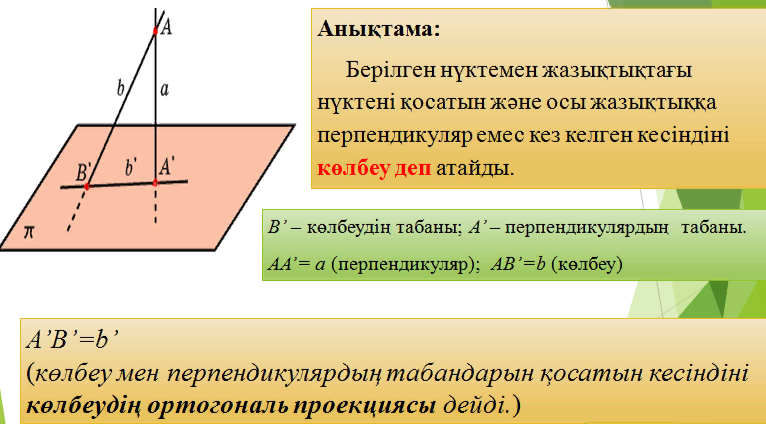 A
b
a
B`
b`
A`
π
Анықтама:
Берілген нүктемен жазықтықтағы
нүктені қосатын және осы жазықтыққа
перпендикуляр емес кез келген кесіндіні
көлбеу деп атайды.
B’ – көлбеудің табаны; A’ – перпендикулярдың табаны.
AA’= a (перпендикуляр); AB’=b (көлбеу)
A’B’=b’
(көлбеу мен перпендикулярдың табандарын қосатын кесіндіні
көлбеудің ортогональ проекциясы дейді.)